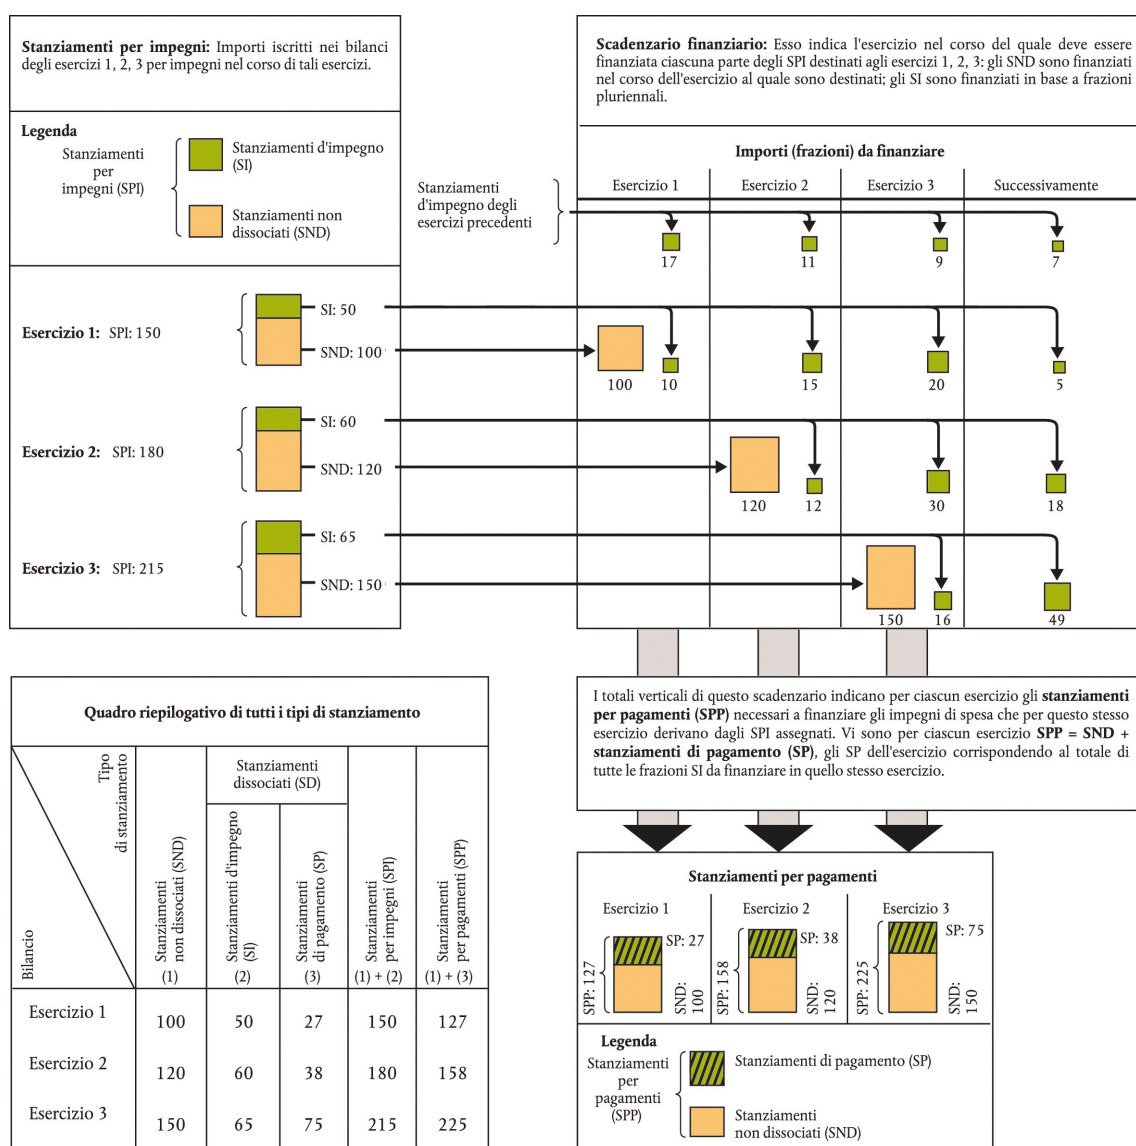 Stanziamenti per impegni: Importi iscritti nei bilanci
degli esercizi 1, 2, 3 per impegni nel corso di tali esercizi.
Legenda
Stanziamenti
per
impegni (SPI)
Stanziamenti d'impegno
(SI)
Stanziamenti non
dissociati (SND)
Scadenzario finanziario: Esso indica l'esercizio nel corso del quale deve essere
finanziata ciascuna parte degli SPI destinati agli esercizi 1, 2, 3: gli SND sono finanziati
nel corso dell'esercizio al quale sono destinati; gli SI sono finanziati in base a frazioni
pluriennali.
Importi (frazioni) da finanziare
Esercizio 1 Esercizio 2 Esercizio 3 Successivamente
Stanziamenti
d'impegno degli
esercizi precedenti
17 11 9 7
Esercizio 1: SPI: 150
SI: 50
SND: 100
100 10 15 20 5
Esercizio 2: SPI: 180
SI: 60
SND: 120
120 12 30 18
Esercizio 3: SPI: 215
SI: 65
SND: 150
150 16 49
I totali verticali di questo scadenzario indicano per ciascun esercizio gli stanziamenti
per pagamenti (SPP) necessari a finanziare gli impegni di spesa che per questo stesso
esercizio derivano dagli SPI assegnati. Vi sono per ciascun esercizio SPP = SND +
stanziamenti di pagamento (SP), gli SP dell'esercizio corrispondendo al totale di
tutte le frazioni SI da finanziare in quello stesso esercizio.
Quadro riepilogativo di tutti i tipi di stanziamento
Tipo
di stanziamento
Bilancio
Stanziamenti
non dissociati (SND)
(1)
Stanziamenti
dissociati (SD)
Stanziamenti d'impegno
(SI)
(2)
Stanziamenti
di pagamento (SP)
(3)
Stanziamenti
per impegni (SPI)
(1) + (2)
Stanziamenti
per pagamenti (SPP)
(1) + (3)
Esercizio 1 100 50 27 150 127
Esercizio 2 120 60 38 180 158
Esercizio 3 150 65 75 215 225
Stanziamenti per pagamenti
Esercizio 1 Esercizio 2 Esercizio 3
SPP: 127
SP: 27
SND:
100
SPP: 158
SP: 38
SND:
120
SPP: 225
SP: 75
SND:
150
Legenda
Stanziamenti
per
pagamenti
(SPP)
Stanziamenti di pagamento (SP)
Stanziamenti
non dissociati (SND)